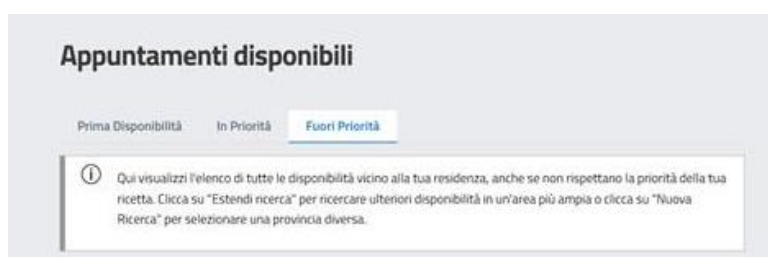 Appuntamenti disponibili
Prima Disponibilità In Priorità Fuori Priorità
Qui visualizzi l'elenco di tutte le disponibilità vicino alla tua residenza, anche se non rispettano la priorità della tua
ricetta. Clicca su "Estendi ricerca" per ricercare ulteriori disponibilità in un'area più ampia o clicca su "Nuova
Ricerca" per selezionare una provincia diversa.